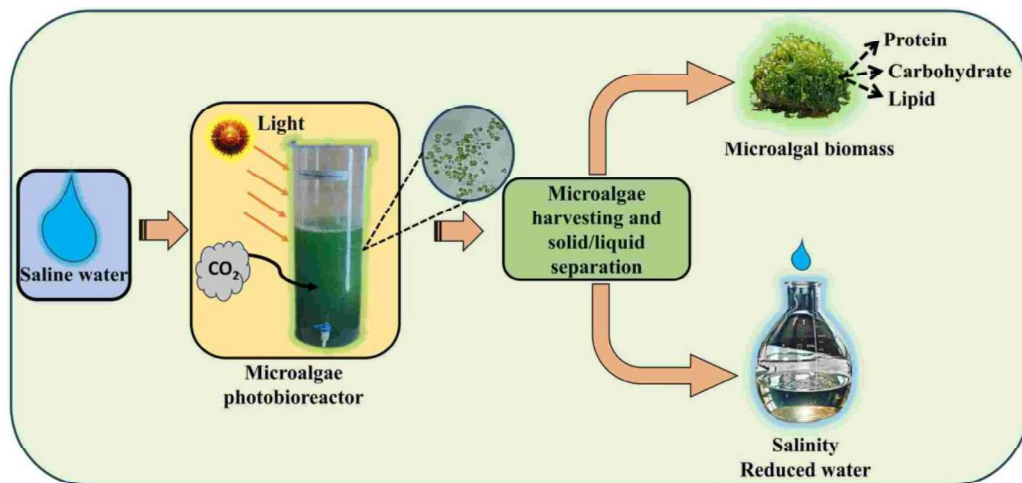 Saline water
Light
CO₂
Microalgae
photobioreactor
Microalgae
harvesting and
solid/liquid
separation
Protein
Carbohydrate
Lipid
Microalgal biomass
Salinity
Reduced water